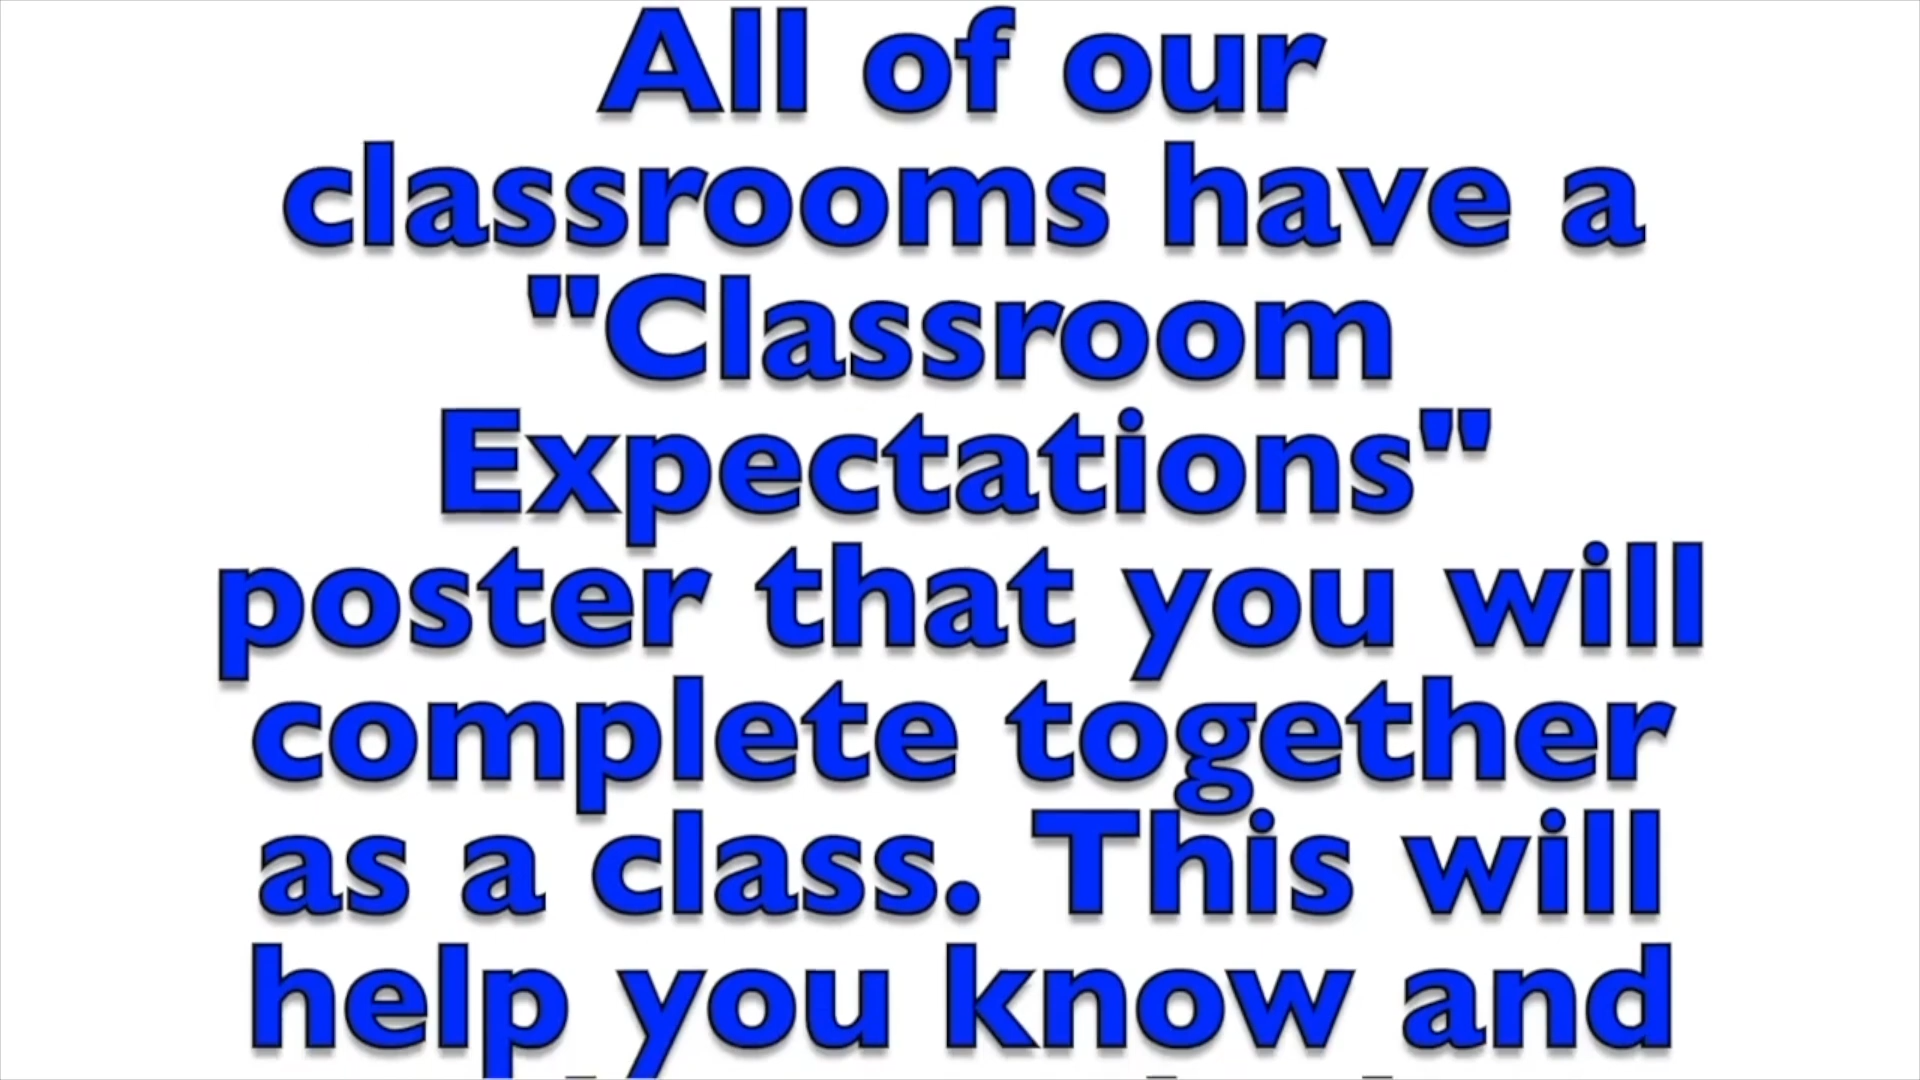 All of our
classrooms have a
"Classroom
Expectations"
poster that you will
complete together
as a class. This will
help you know and